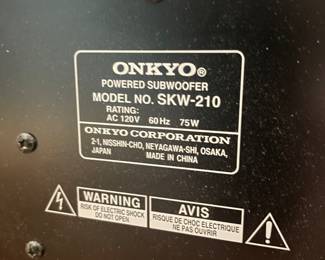 ONKYO®
POWERED SUBWOOFER
MODEL NO. SKW-210
RATING:
AC 120V 60Hz 75W
ONKYO CORPORATION
2-1, NISSHIN-CHO, NEYAGAWA-SHI, OSAKA,
JAPAN MADE IN CHINA
WARNING
RISK OF ELECTRIC SHOCK
DO NOT OPEN
AVIS
RISQUE DE CHOC ELECTRIQUE
NE PAS OUVRIR